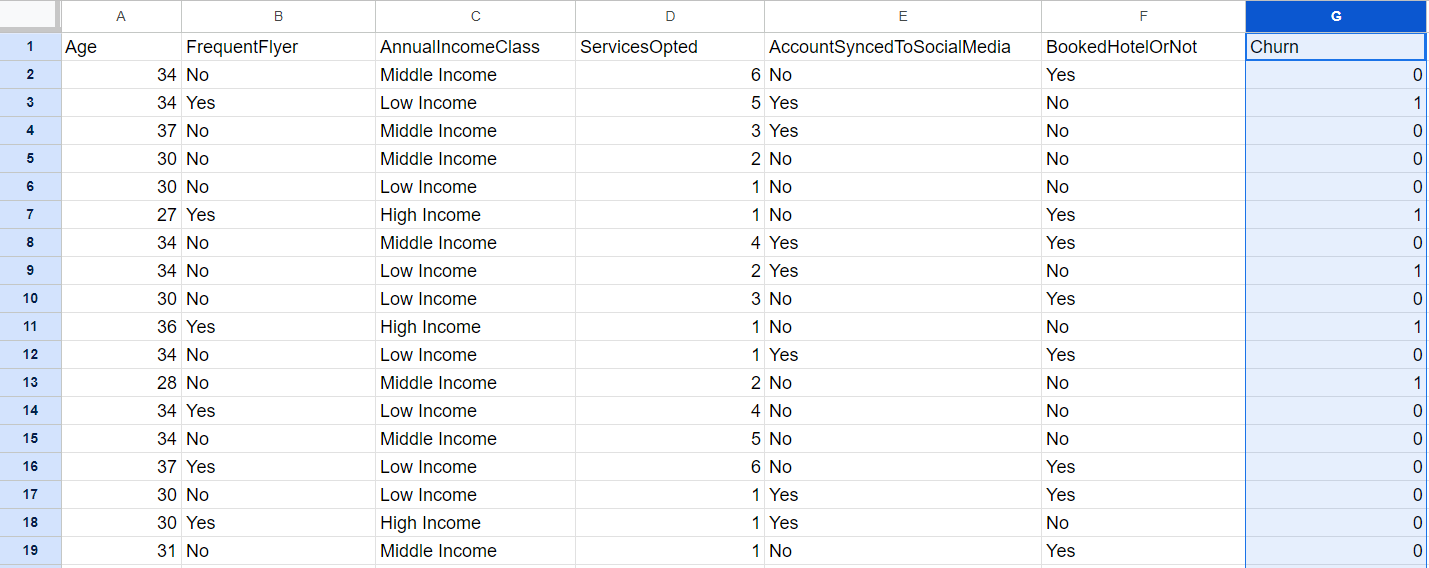 A B C D E F G
1 Age FrequentFlyer AnnualIncomeClass ServicesOpted AccountSyncedToSocialMedia BookedHotelOrNot Churn
2 34 No Middle Income 6 No Yes 0
3 34 Yes Low Income 5 Yes No 1
4 37 No Middle Income 3 Yes No 0
5 30 No Middle Income 2 No No 0
6 30 No Low Income 1 No No 0
7 27 Yes High Income 1 No Yes 1
8 34 No Middle Income 4 Yes Yes 0
9 34 No Low Income 2 Yes No 1
10 30 No Low Income 3 No Yes 0
11 36 Yes High Income 1 No No 1
12 34 No Low Income 1 Yes Yes 0
13 28 No Middle Income 2 No No 1
14 34 Yes Low Income 4 No No 0
15 34 No Middle Income 5 No No 0
16 37 Yes Low Income 6 No Yes 0
17 30 No Low Income 1 Yes Yes 0
18 30 Yes High Income 1 Yes No 0
19 31 No Middle Income 1 No Yes 0